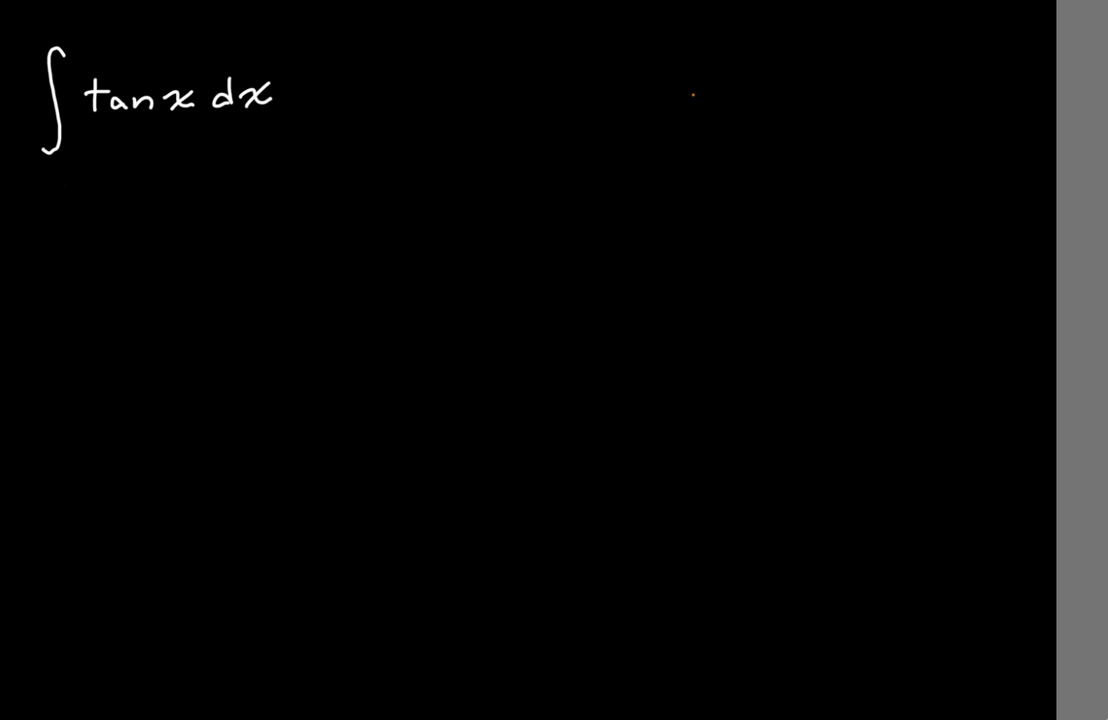 ∫ tan x dx